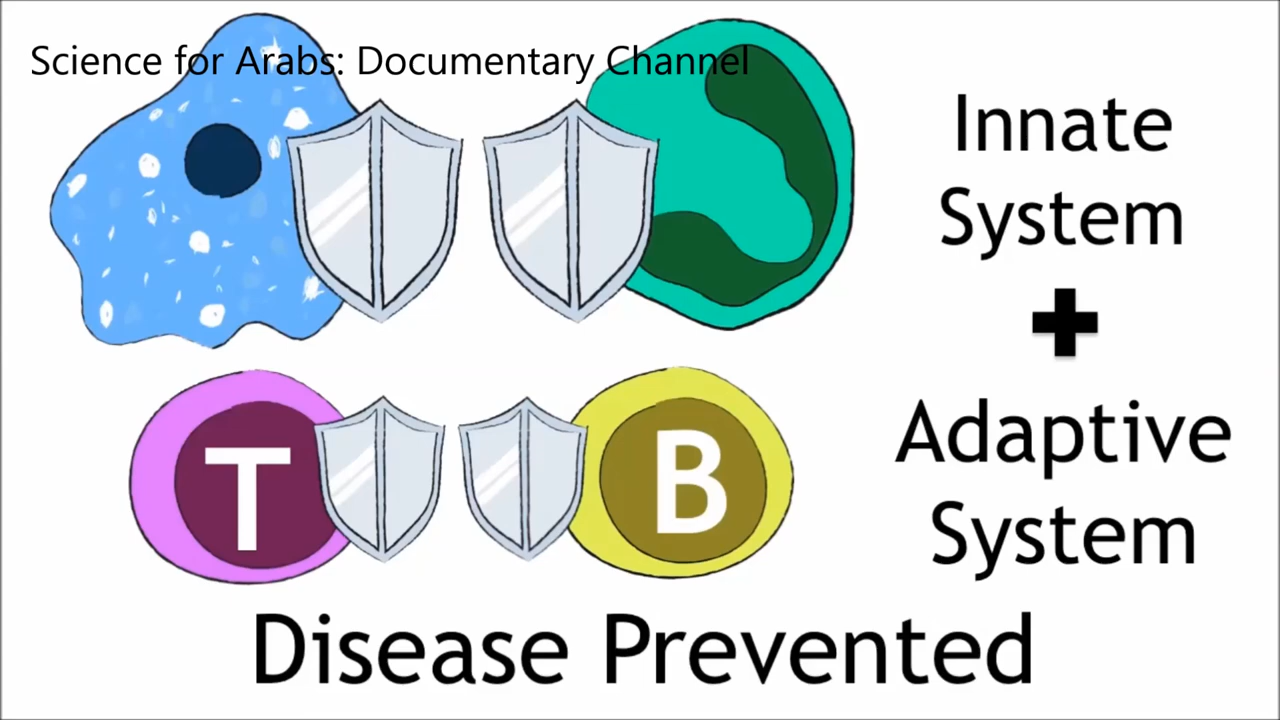 Science for Arabs: Documentary Channel
Innate
System
+
Adaptive
System
T
B
Disease Prevented